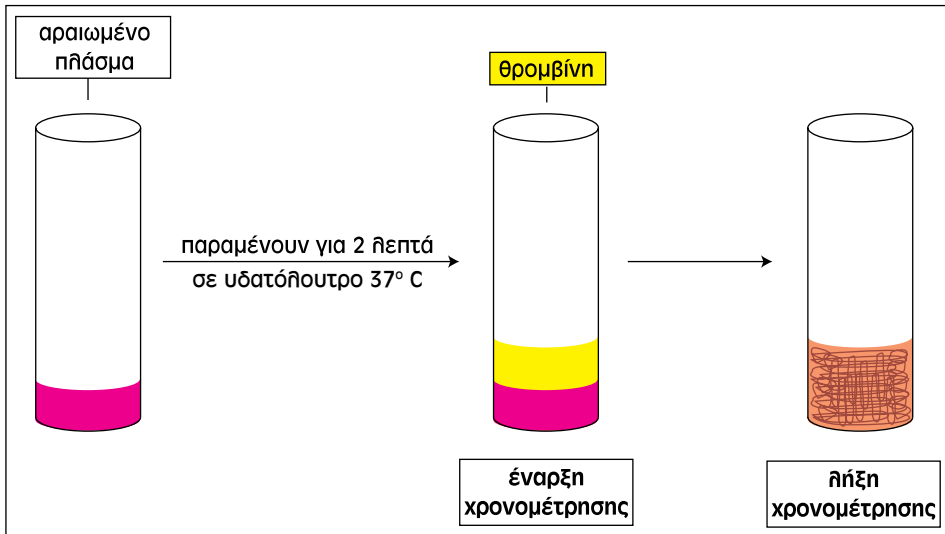 αραιωμένο
πλάσμα
θρομβίνη
παραμένουν για 2 λεπτά
σε υδατόλουτρο 37° C
έναρξη
χρονομέτρησης
λήξη
χρονομέτρησης